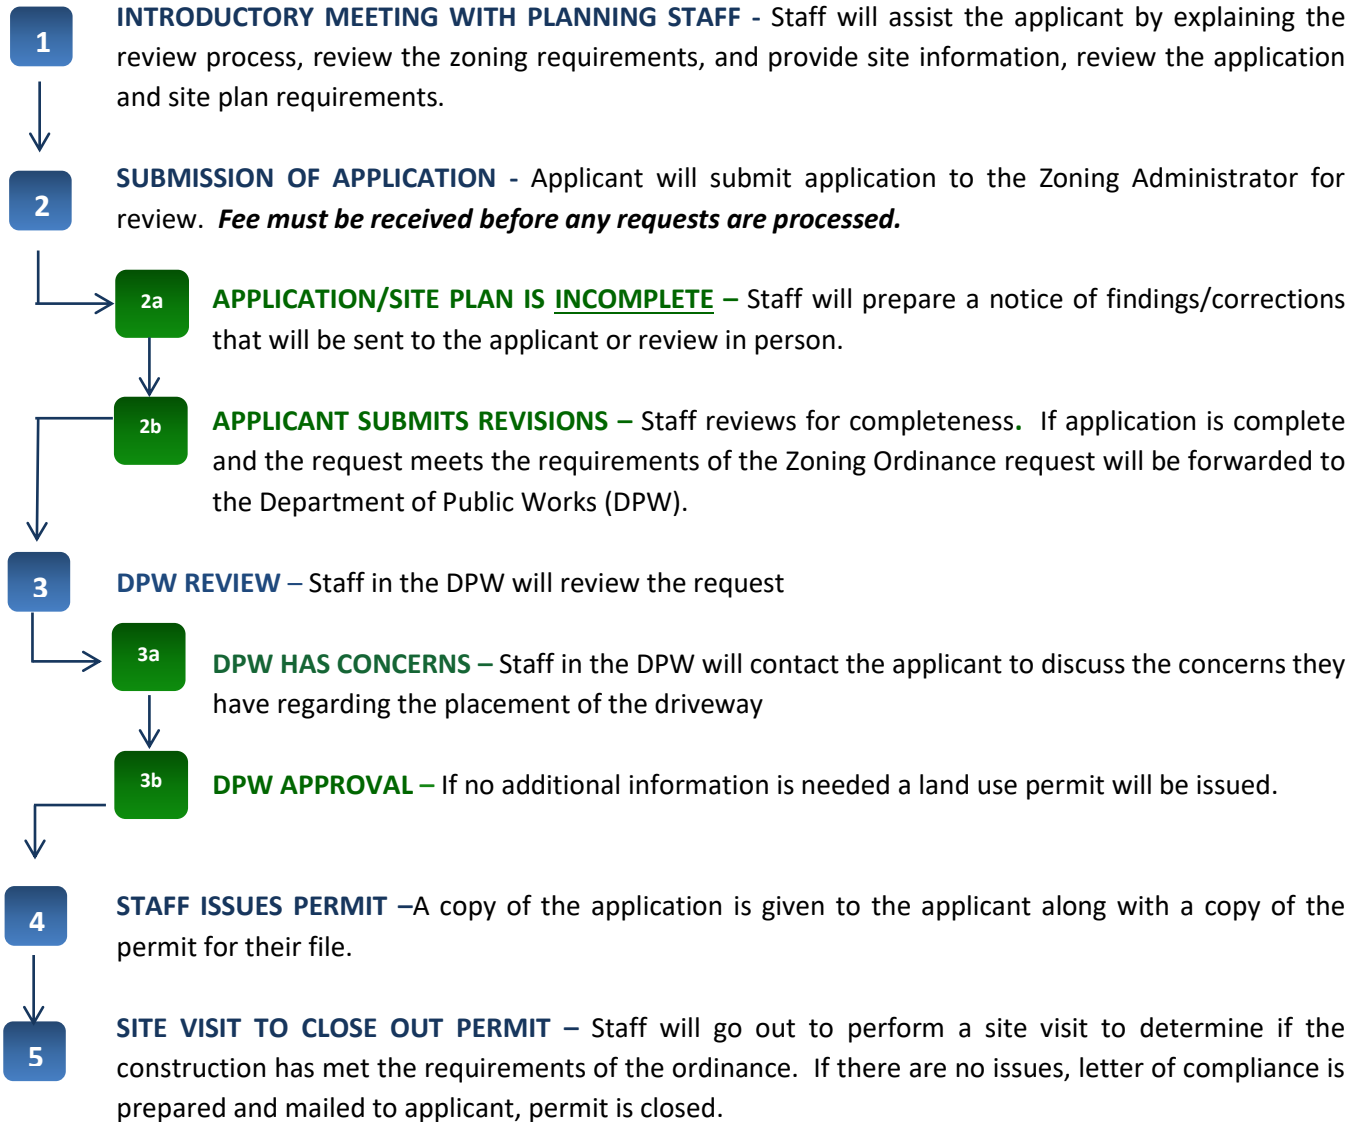 1
INTRODUCTORY MEETING WITH PLANNING STAFF - Staff will assist the applicant by explaining the
review process, review the zoning requirements, and provide site information, review the application
and site plan requirements.
2
SUBMISSION OF APPLICATION - Applicant will submit application to the Zoning Administrator for
review. Fee must be received before any requests are processed.
2a
APPLICATION/SITE PLAN IS INCOMPLETE – Staff will prepare a notice of findings/corrections
that will be sent to the applicant or review in person.
2b
APPLICANT SUBMITS REVISIONS – Staff reviews for completeness. If application is complete
and the request meets the requirements of the Zoning Ordinance request will be forwarded to
the Department of Public Works (DPW).
3
DPW REVIEW – Staff in the DPW will review the request
3a
DPW HAS CONCERNS – Staff in the DPW will contact the applicant to discuss the concerns they
have regarding the placement of the driveway
3b
DPW APPROVAL – If no additional information is needed a land use permit will be issued.
4
STAFF ISSUES PERMIT –A copy of the application is given to the applicant along with a copy of the
permit for their file.
5
SITE VISIT TO CLOSE OUT PERMIT – Staff will go out to perform a site visit to determine if the
construction has met the requirements of the ordinance. If there are no issues, letter of compliance is
prepared and mailed to applicant, permit is closed.